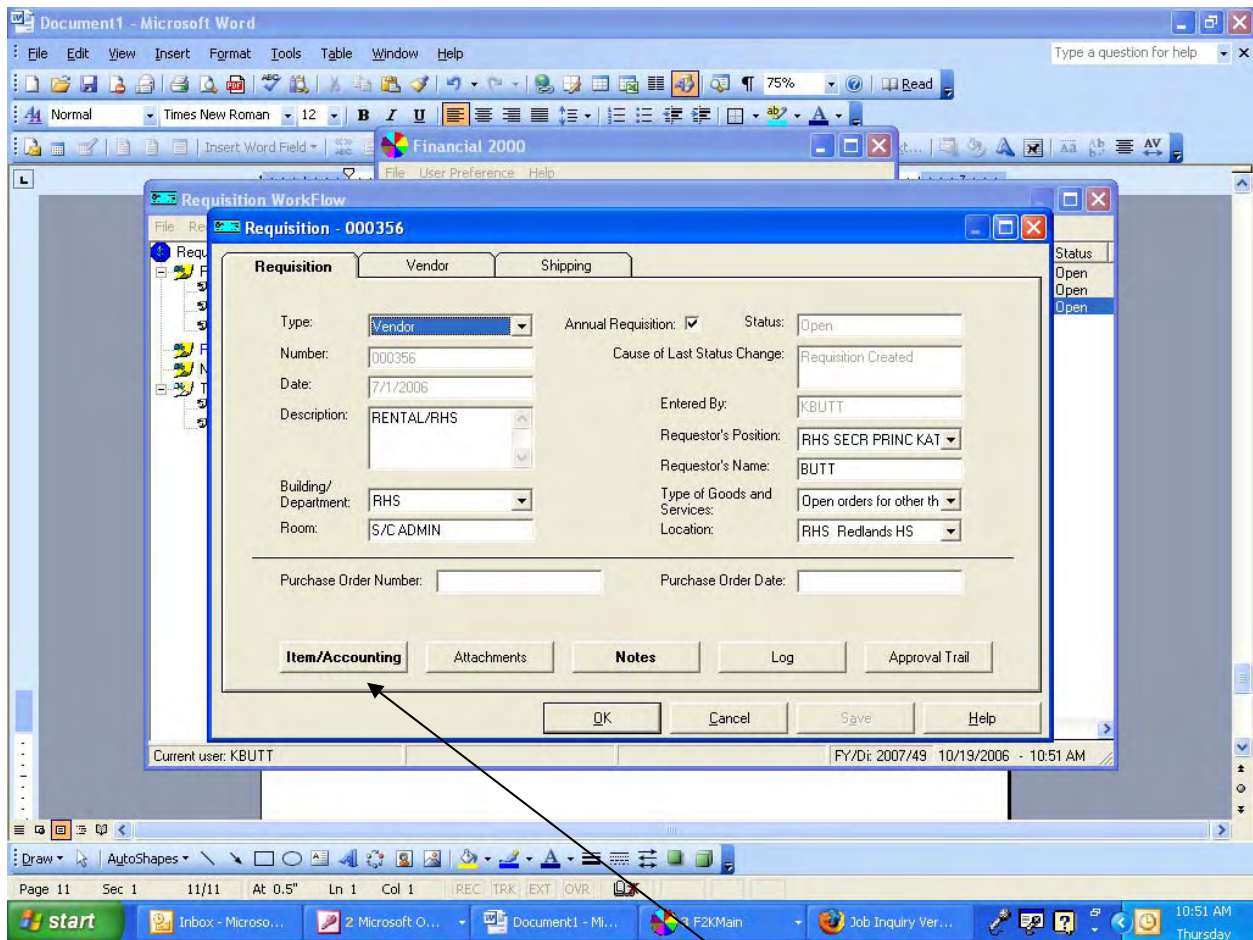 Document1 - Microsoft Word
File Edit View Insert Format Tools Table Window Help
Type a question for help
75%
Read
Normal
Times New Roman
12
B I U
Insert Word Field
Financial 2000
File User Preference Help
Requisition WorkFlow
File
Requisition - 000356
Status
Open
Open
Open
Requisition Vendor Shipping
Type: Vendor
Annual Requisition:
Status: Open
Number: 000356
Cause of Last Status Change: Requisition Created
Date: 7/1/2006
Description: RENTAL/RHS
Entered By: KBUTT
Requestor's Position: RHS SECR PRINC KAT
Requestor's Name: BUTT
Building/
Department: RHS
Type of Goods and
Services: Open orders for other th
Room: S/C ADMIN
Location: RHS Redlands HS
Purchase Order Number:
Purchase Order Date:
Item/Accounting Attachments Notes Log Approval Trail
OK Cancel Save Help
Current user: KBUTT
FY/Di: 2007/49 10/19/2006 - 10:51 AM
Draw AutoShapes
Page 11 Sec 1 11/11 At 0.5" Ln 1 Col 1 REC TRK EXT OVR
start
Inbox - Microso...
2 Microsoft O...
Document1 - Mi...
3 F2KMain
Job Inquiry Ver...
10:51 AM
Thursday